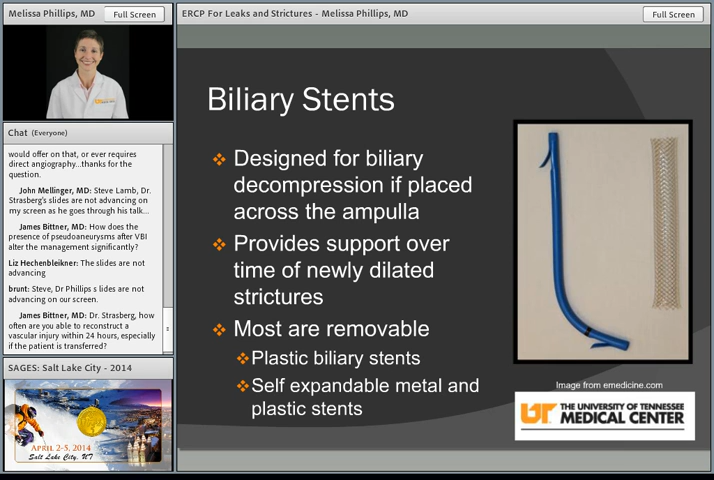 Melissa Phillips, MD
Full Screen
ERCP For Leaks and Strictures - Melissa Phillips, MD
Full Screen
Chat (Everyone)
would offer on that, or ever requires
direct angiography...thanks for the
question.
John Mellinger, MD: Steve Lamb, Dr.
Strasberg's slides are not advancing on
my screen as he goes through his talk...
James Bittner, MD: How does the
presence of pseudoaneurysms after VBI
alter the management significantly?
Liz Hechenbleikner: The slides are not
advancing
brunt: Steve, Dr Phillips s lides are not
advancing on our screen.
James Bittner, MD: Dr. Strasberg, how
often are you able to reconstruct a
vascular injury within 24 hours, especially
if the patient is transferred?
SAGES: Salt Lake City - 2014
April 2-5, 2014
Salt Lake City, UT
Biliary Stents
Designed for biliary
decompression if placed
across the ampulla
Provides support over
time of newly dilated
strictures
Most are removable
Plastic biliary stents
Self expandable metal and
plastic stents
Image from emedicine.com
UT THE UNIVERSITY OF TENNESSEE
MEDICAL CENTER